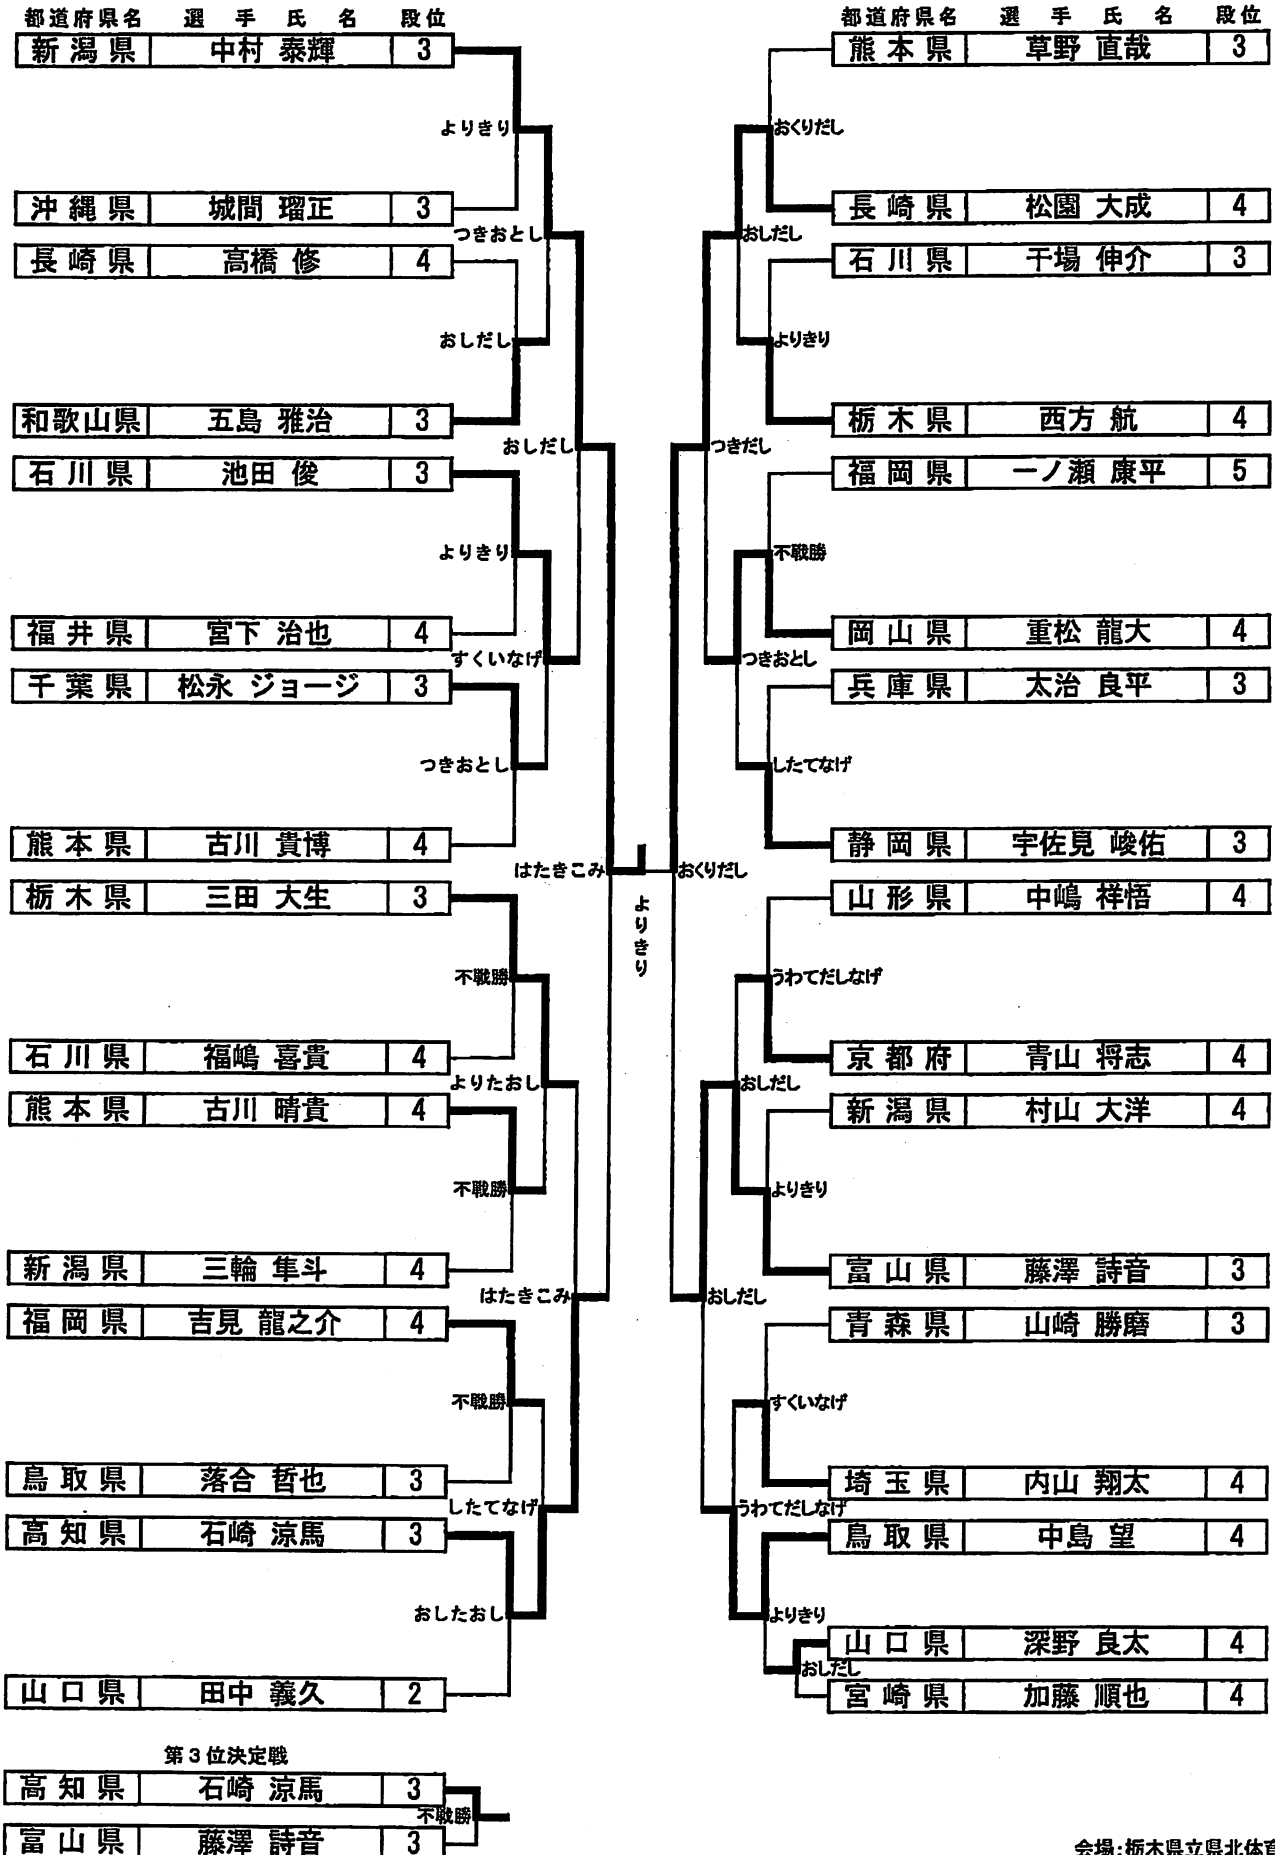 都道府県名 選手氏名 段位
新潟県 中村 泰輝 3
よりきり
沖縄県 城間 瑠正 3
つきおとし
長崎県 高橋 修 4
おしだし
和歌山県 五島 雅治 3
おしだし
石川県 池田 俊 3
よりきり
福井県 宮下 治也 4
すくいなげ
千葉県 松永 ジョージ 3
つきおとし
熊本県 古川 貴博 4
はたきこみ
栃木県 三田 大生 3
不戦勝
石川県 福嶋 喜貴 4
よりたおし
熊本県 古川 晴貴 4
不戦勝
新潟県 三輪 隼斗 4
はたきこみ
福岡県 吉見 龍之介 4
不戦勝
鳥取県 落合 哲也 3
したてなげ
高知県 石崎 涼馬 3
おしたおし
山口県 田中 義久 2
よりきり
都道府県名 選手氏名 段位
熊本県 草野 直哉 3
おくりだし
長崎県 松園 大成 4
おしだし
石川県 干場 伸介 3
よりきり
栃木県 西方 航 4
つきだし
福岡県 一ノ瀬 康平 5
不戦勝
岡山県 重松 龍大 4
つきおとし
兵庫県 太治 良平 3
したてなげ
静岡県 宇佐見 峻佑 3
おくりだし
山形県 中嶋 祥悟 4
うわてだしなげ
京都府 青山 将志 4
おしだし
新潟県 村山 大洋 4
よりきり
富山県 藤澤 詩音 3
おしだし
青森県 山崎 勝磨 3
すくいなげ
埼玉県 内山 翔太 4
うわてだしなげ
鳥取県 中島 望 4
よりきり
山口県 深野 良太 4
おしだし
宮崎県 加藤 順也 4
第3位決定戦
高知県 石崎 涼馬 3
不戦勝
富山県 藤澤 詩音 3
会場:栃木県立県北体育